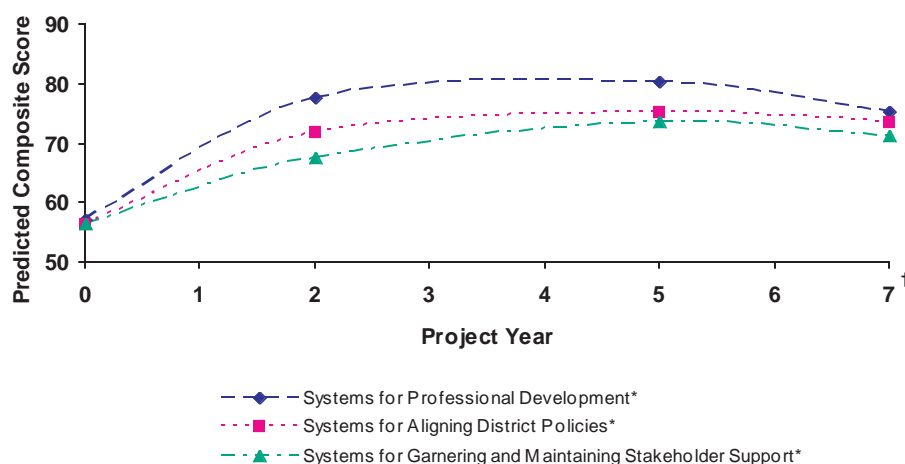 90
80
70
60
50
Predicted Composite Score
0 1 2 3 4 5 6 7
Project Year
Systems for Professional Development*
Systems for Aligning District Policies*
Systems for Garnering and Maintaining Stakeholder Support*